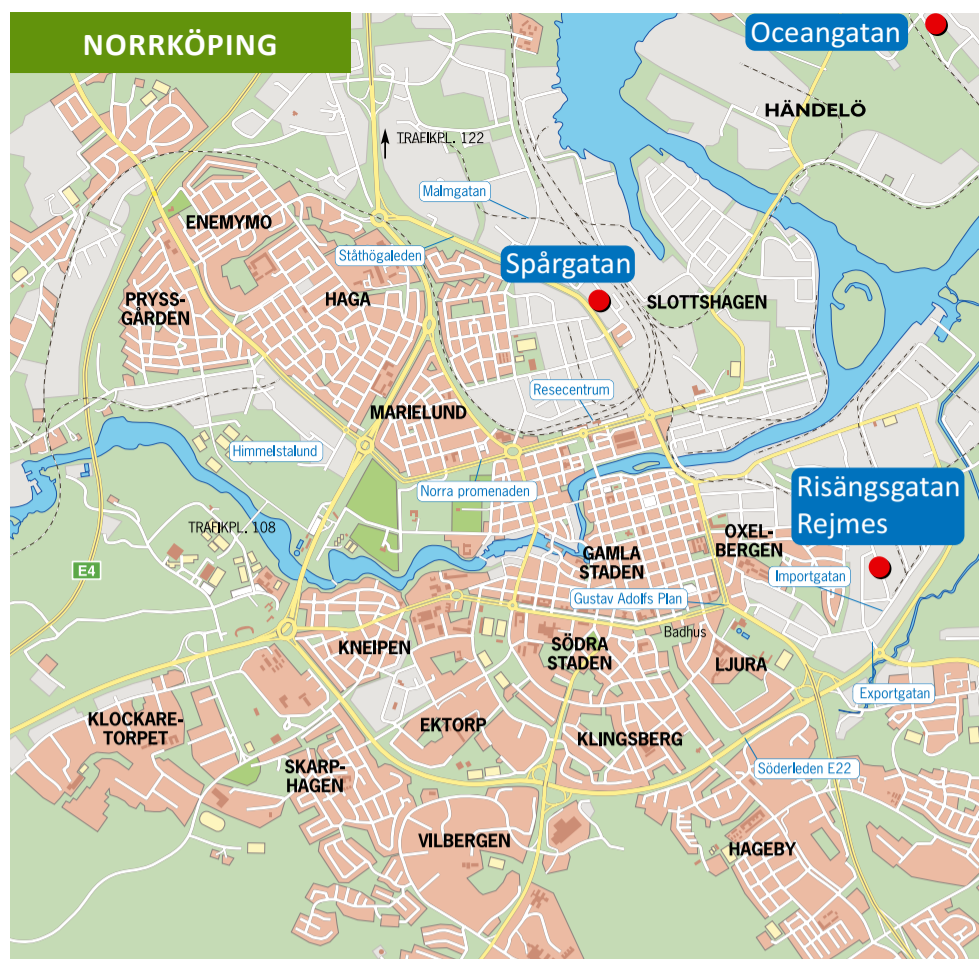 NORRKÖPING
Oceangatan
HÄNDELÖ
TRAFIKPL. 122
Malmgatan
ENEMYMO
Ståthögaleden
Spårgatan
PRYSS-
GÅRDEN
HAGA
SLOTTSHAGEN
Resecentrum
MARIELUND
Himmelstalund
Norra promenaden
Risängsgatan
Rejmes
TRAFIKPL. 108
OXEL-
BERGEN
GAMLA
STADEN
E4
Importgatan
Gustav Adolfs Plan
Badhus
KNEIPEN
SÖDRA
STADEN
LJURA
Exportgatan
KLOCKARE-
TORPET
EKTORP
KLINGSBERG
SKARP-
HAGEN
Söderleden E22
VILBERGEN
HAGEBY